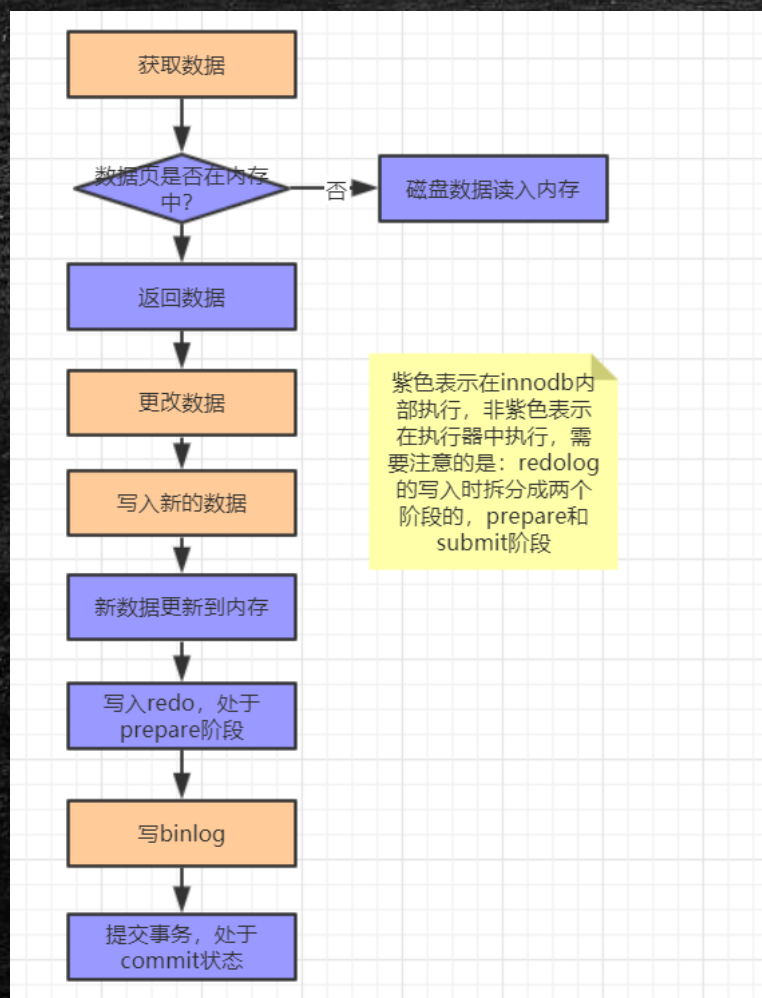 获取数据
数据页是否在内存
中?
否
磁盘数据读入内存
返回数据
更改数据
写入新的数据
新数据更新到内存
写入redo，处于
prepare阶段
写binlog
提交事务，处于
commit状态
紫色表示在innodb内
部执行，非紫色表示
在执行器中执行，需
要注意的是：redolog
的写入时拆分成两个
阶段的，prepare和
submit阶段